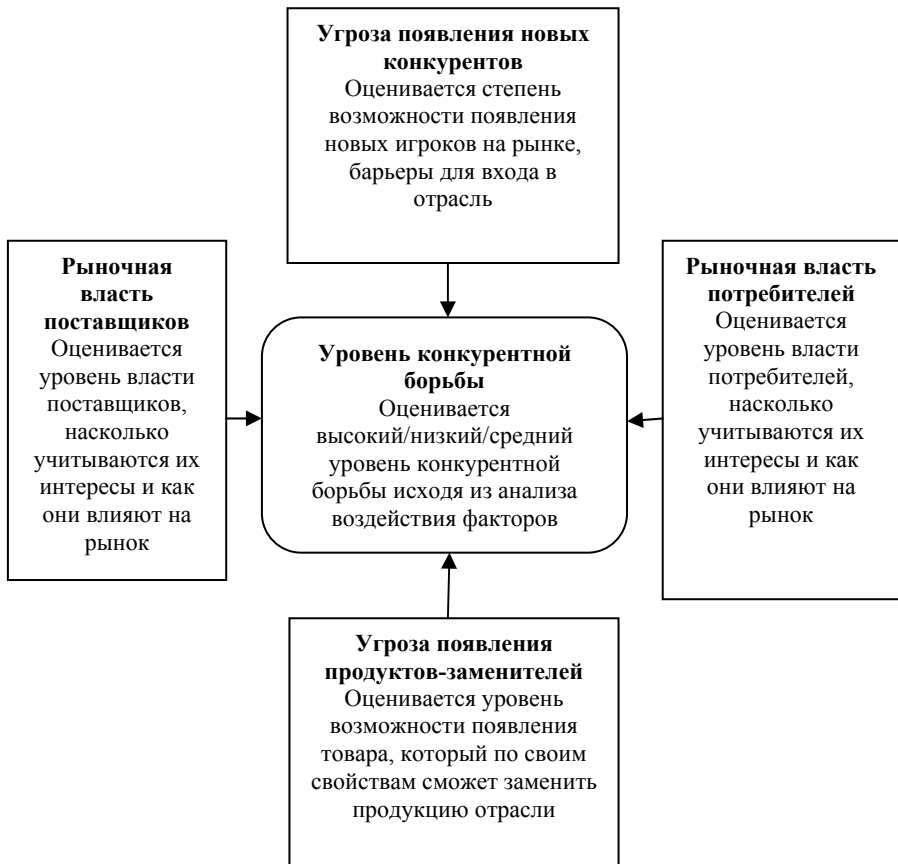 Угроза появления новых
конкурентов
Оценивается степень
возможности появления
новых игроков на рынке,
барьеры для входа в
отрасль
Рыночная
власть
поставщиков
Оценивается
уровень власти
поставщиков,
насколько
учитываются их
интересы и как
они влияют на
рынок
Уровень конкурентной
борьбы
Оценивается
высокий/низкий/средний
уровень конкурентной
борьбы исходя из анализа
воздействия факторов
Рыночная власть
потребителей
Оценивается
уровень власти
потребителей,
насколько
учитываются их
интересы и как
они влияют на
рынок
Угроза появления
продуктов-заменителей
Оценивается уровень
возможности появления
товара, который по своим
свойствам сможет заменить
продукцию отрасли